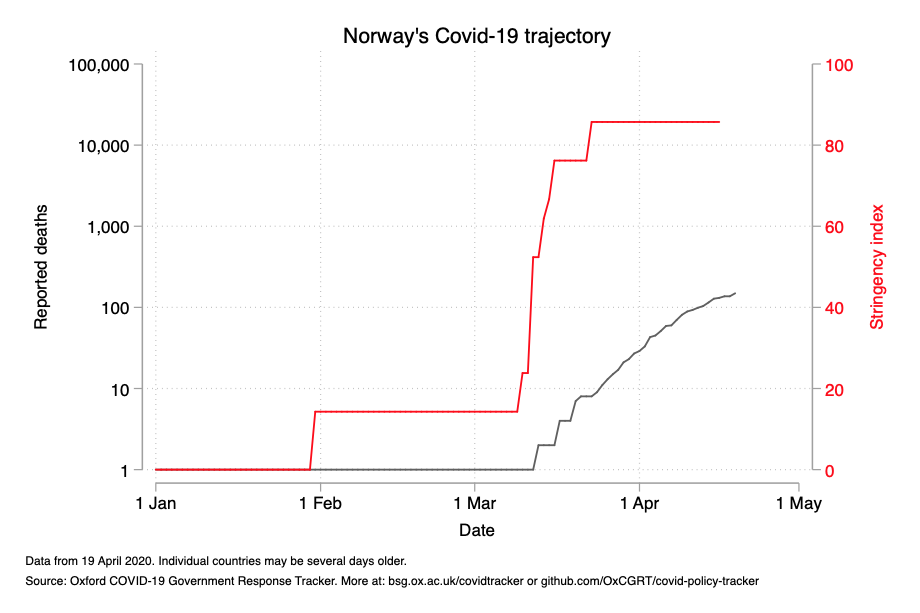 Norway's Covid-19 trajectory
100,000
10,000
1,000
100
10
1
Reported deaths
100
80
60
40
20
0
Stringency index
1 Jan
1 Feb
1 Mar
1 Apr
1 May
Date
Data from 19 April 2020. Individual countries may be several days older.
Source: Oxford COVID-19 Government Response Tracker. More at: bsg.ox.ac.uk/covidtracker or github.com/OxCGRT/covid-policy-tracker